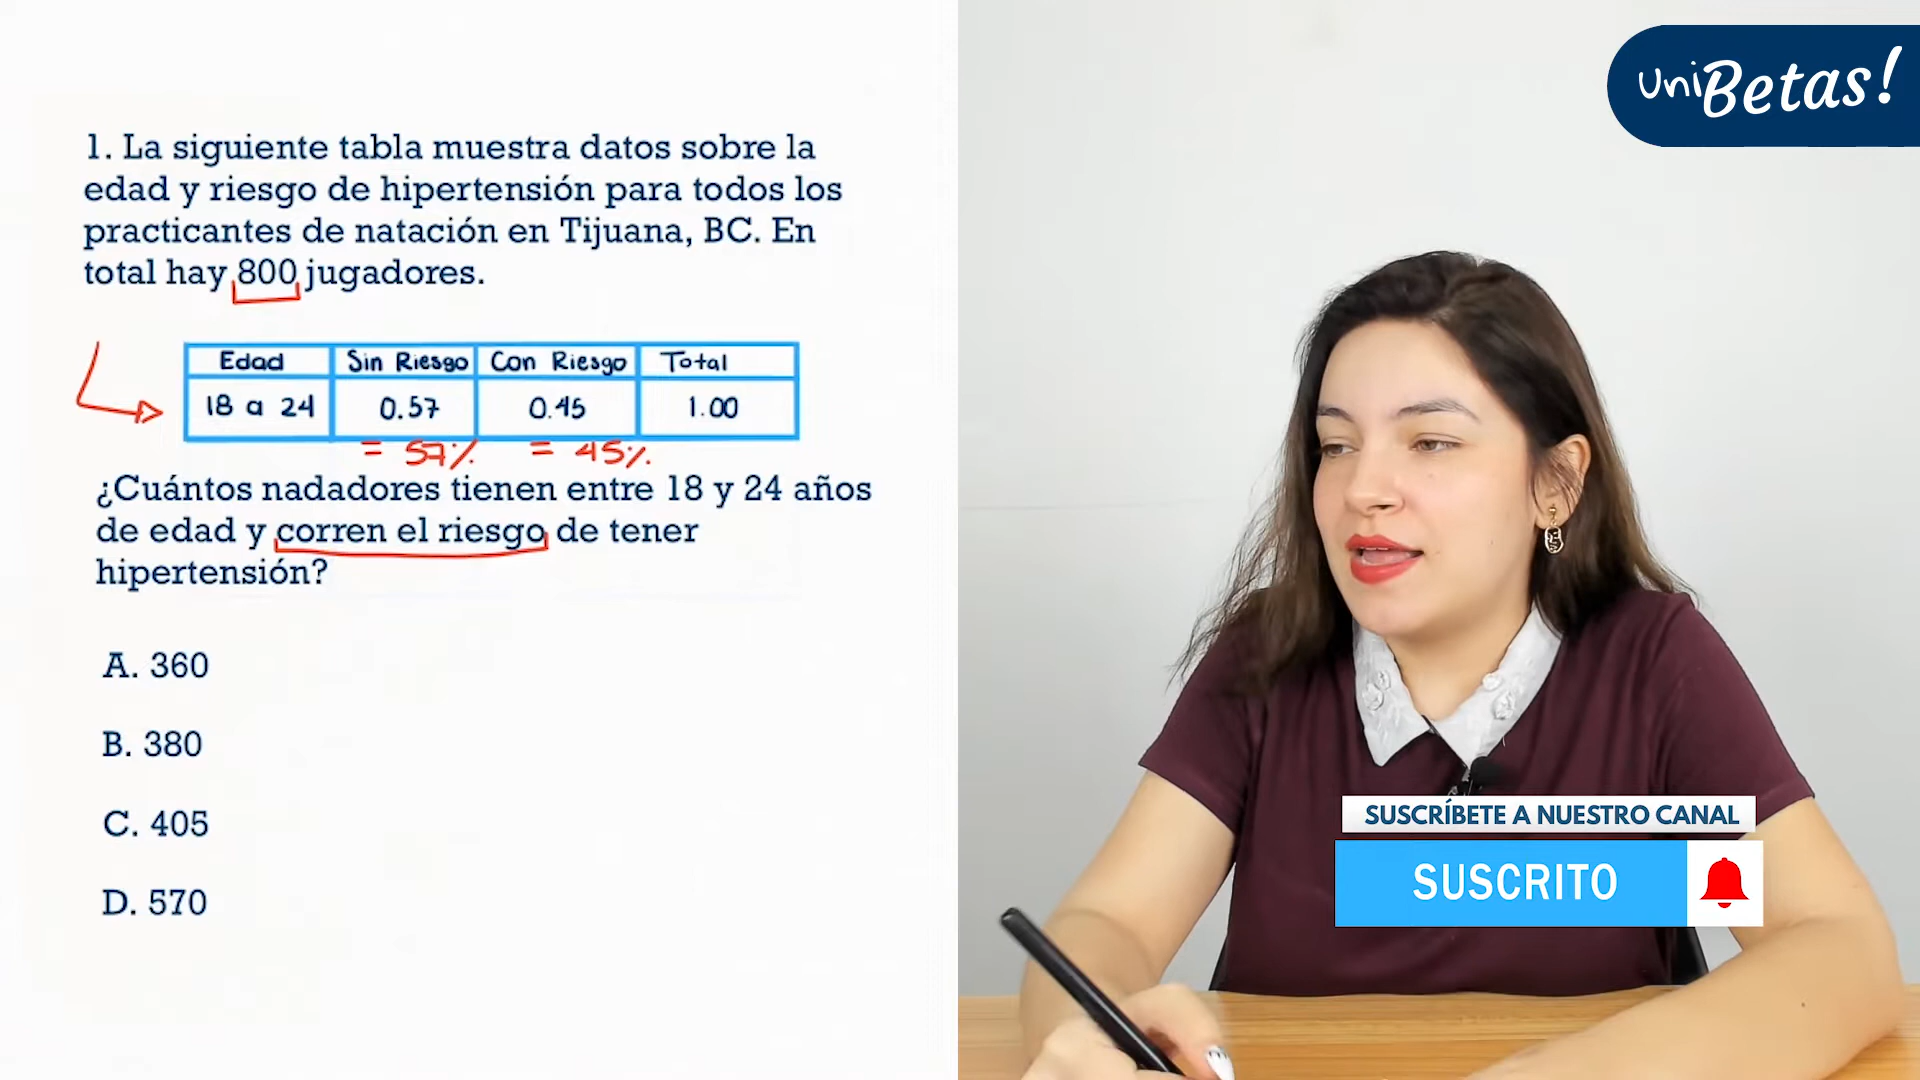 1. La siguiente tabla muestra datos sobre la
edad y riesgo de hipertensión para todos los
practicantes de natación en Tijuana, BC. En
total hay 800 jugadores.
Edad Sin Riesgo Con Riesgo Total
18 a 24 0.57 0.45 1.00
= 57% = 45%.
¿Cuántos nadadores tienen entre 18 y 24 años
de edad y corren el riesgo de tener
hipertensión?
A. 360
B. 380
C. 405
D. 570
UniBetas!
SUSCRÍBETE A NUESTRO CANAL
SUSCRITO